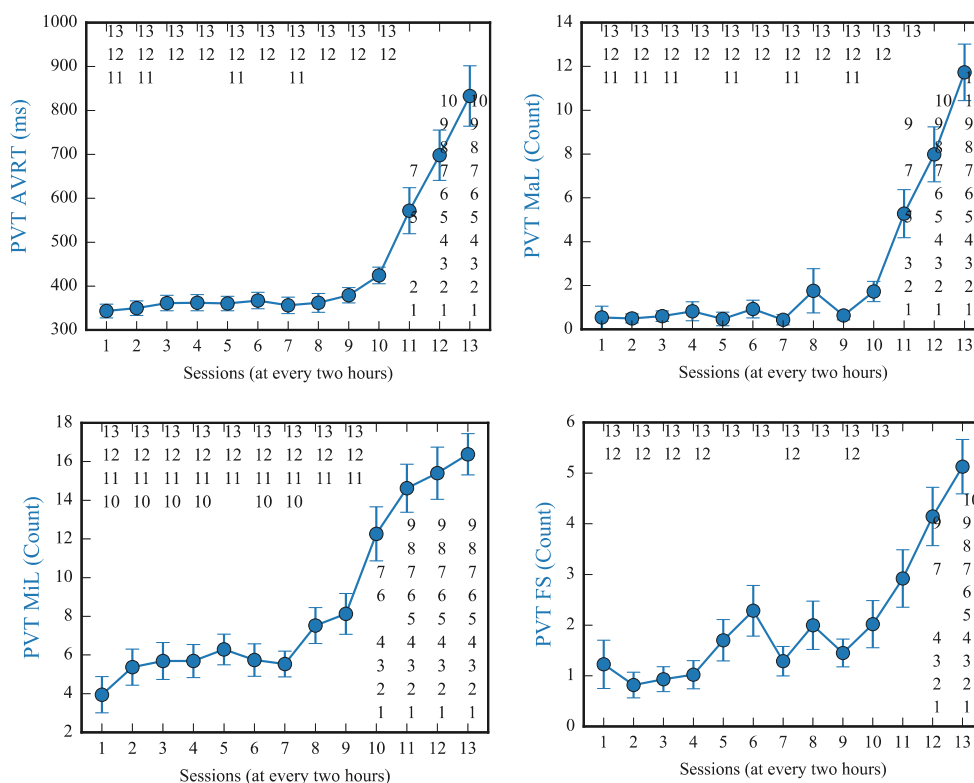 1000
900
800
700
600
500
400
300
PVT AVRT (ms)
13 13 13 13 13 13 13 13 13 13
12 12 12 12 12 12 12 12 12 12
11 11 11 11
10 10
9 9
8 8
7 7 7
6 6
5 5 5
4 4
3 3
2 2 2
1 1 1
1 2 3 4 5 6 7 8 9 10 11 12 13
Sessions (at every two hours)
14
12
10
8
6
4
2
0
PVT MaL (Count)
13 13 13 13 13 13 13 13 13 13 13
12 12 12 12 12 12 12 12 12 12
11 11 11 11 11 11
10
9 9 9
8 8 8
7 7 7
6 6
5 5
4 4
3 3 3
2 2
1 1 1
1 2 3 4 5 6 7 8 9 10 11 12 13
Sessions (at every two hours)
18
16
14
12
10
8
6
4
2
PVT MiL (Count)
13 13 13 13 13 13 13 13 13
12 12 12 12 12 12 12 12 12
11 11 11 11 11 11 11 11 11
10 10 10 10 10 10
9 9 9
8 8 8
7 7 7 7
6 6 6 6
5 5 5
4 4 4 4
3 3 3 3
2 2 2 2
1 1 1 1
1 2 3 4 5 6 7 8 9 10 11 12 13
Sessions (at every two hours)
6
5
4
3
2
1
0
PVT FS (Count)
13 13 13 13 13 13 13 13 13 13
12 12 12 12 12 12
10
9 9
8
7 7
6
5
4 4
3 3
2 2
1 1
1 2 3 4 5 6 7 8 9 10 11 12 13
Sessions (at every two hours)